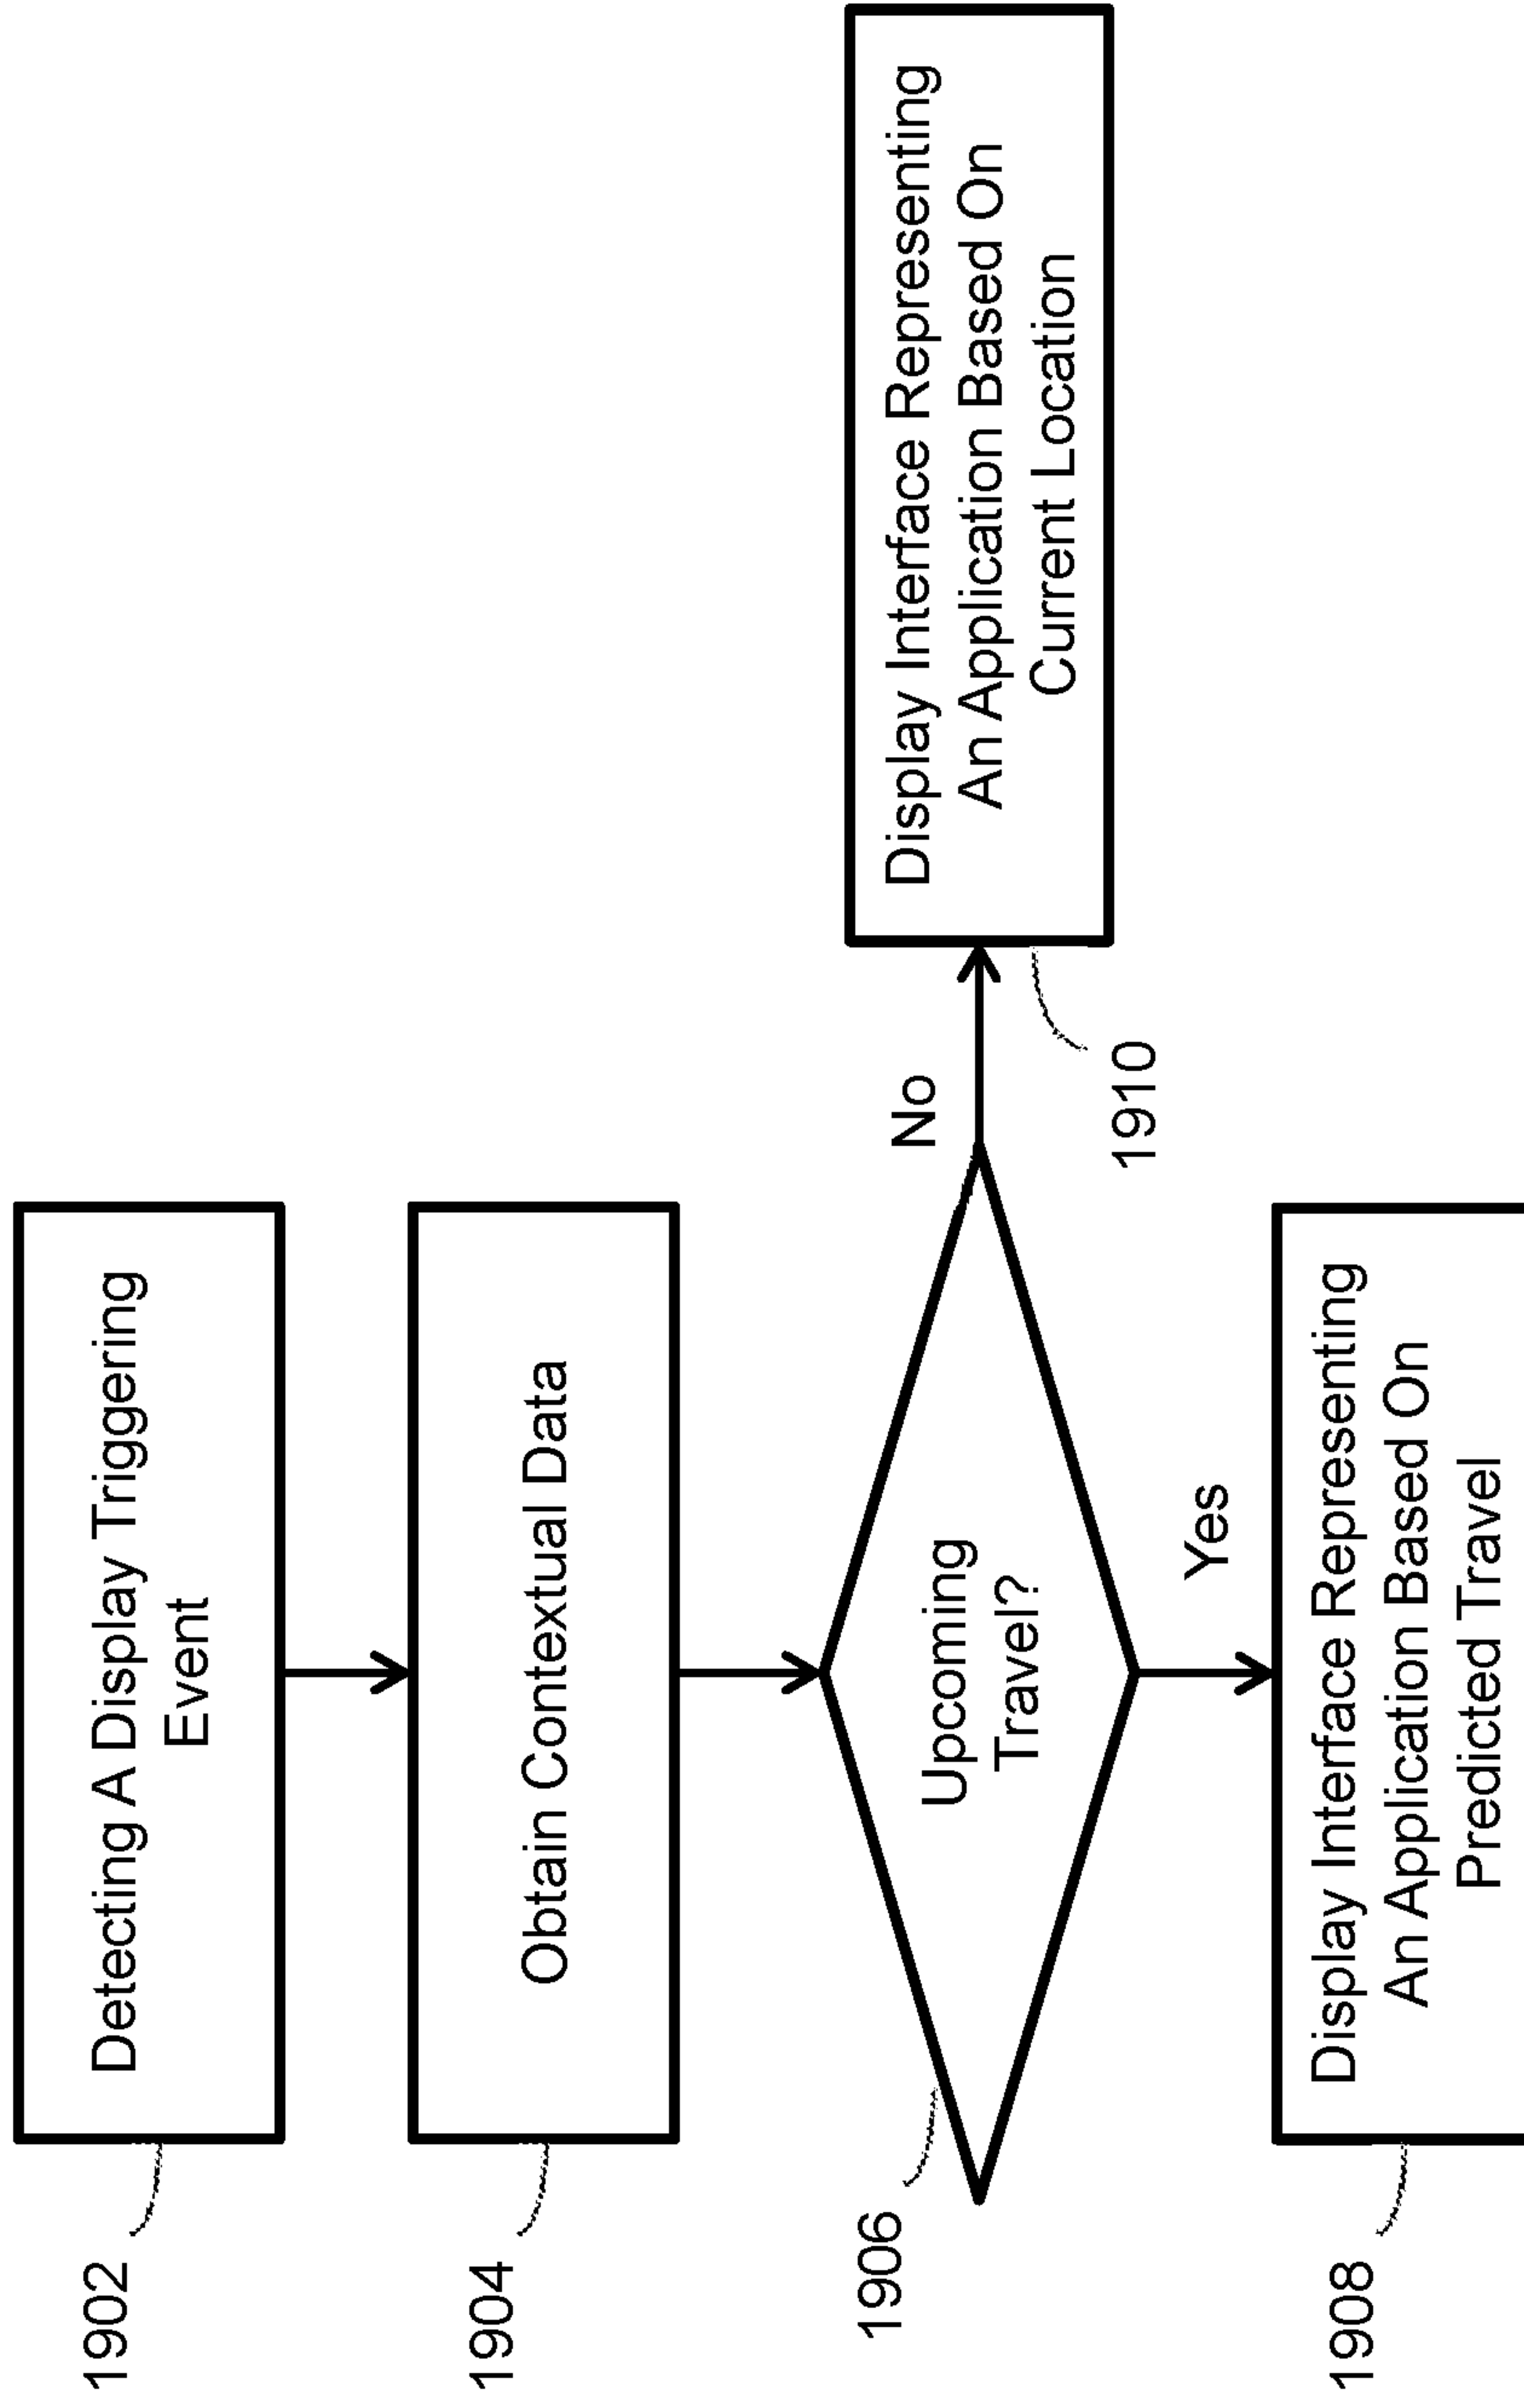 1902
Detecting A Display Triggering
Event
1904
Obtain Contextual Data
1906
Upcoming
Travel?
No
Display Interface Representing
An Application Based On
Current Location
1910
Yes
1908
Display Interface Representing
An Application Based On
Predicted Travel